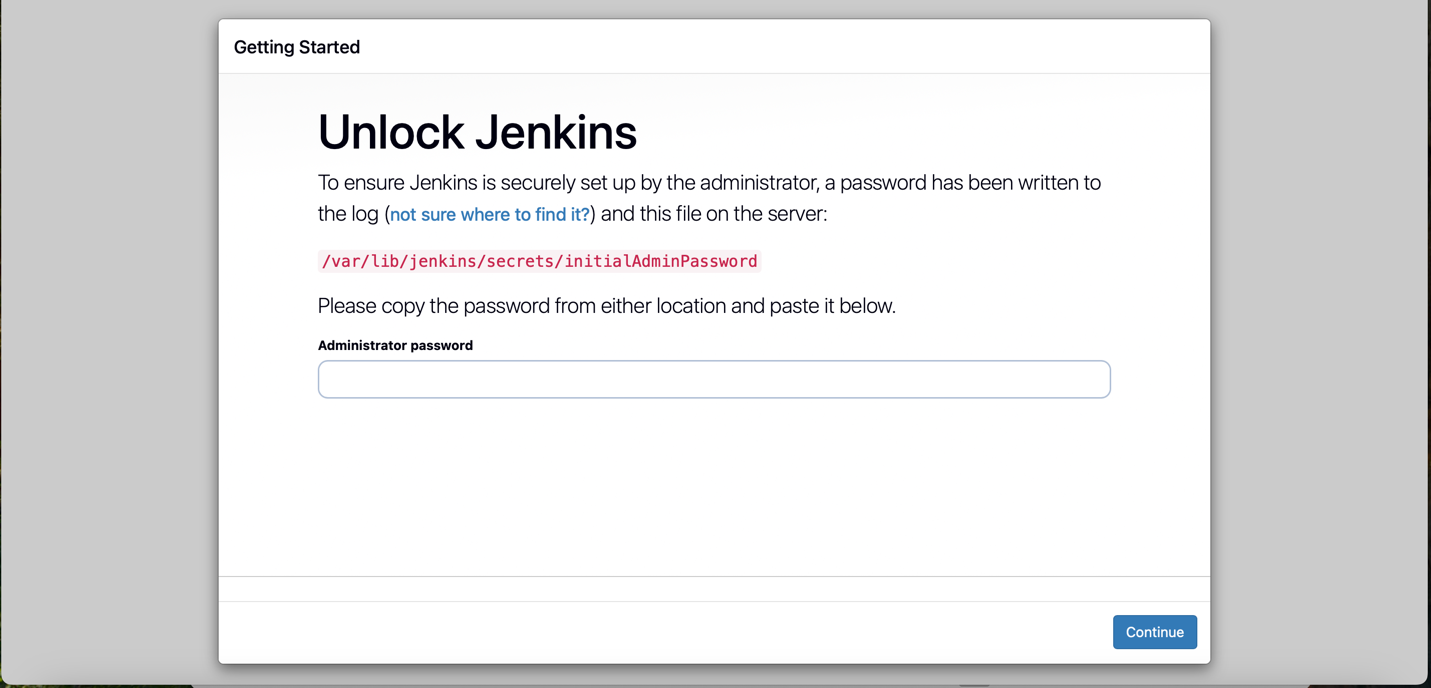 Getting Started
Unlock Jenkins
To ensure Jenkins is securely set up by the administrator, a password has been written to
the log (not sure where to find it?) and this file on the server:
/var/lib/jenkins/secrets/initialAdminPassword
Please copy the password from either location and paste it below.
Administrator password
Continue